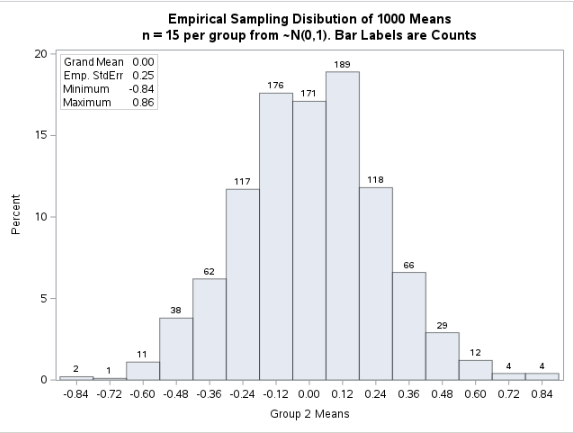 Empirical Sampling Disibution of 1000 Means
n = 15 per group from ~N(0,1). Bar Labels are Counts
Grand Mean 0.00
Emp. StdErr 0.25
Minimum -0.84
Maximum 0.86
20
15
10
5
0
Percent
2
1
11
38
62
117
176
171
189
118
66
29
12
4
4
-0.84 -0.72 -0.60 -0.48 -0.36 -0.24 -0.12 0.00 0.12 0.24 0.36 0.48 0.60 0.72 0.84
Group 2 Means